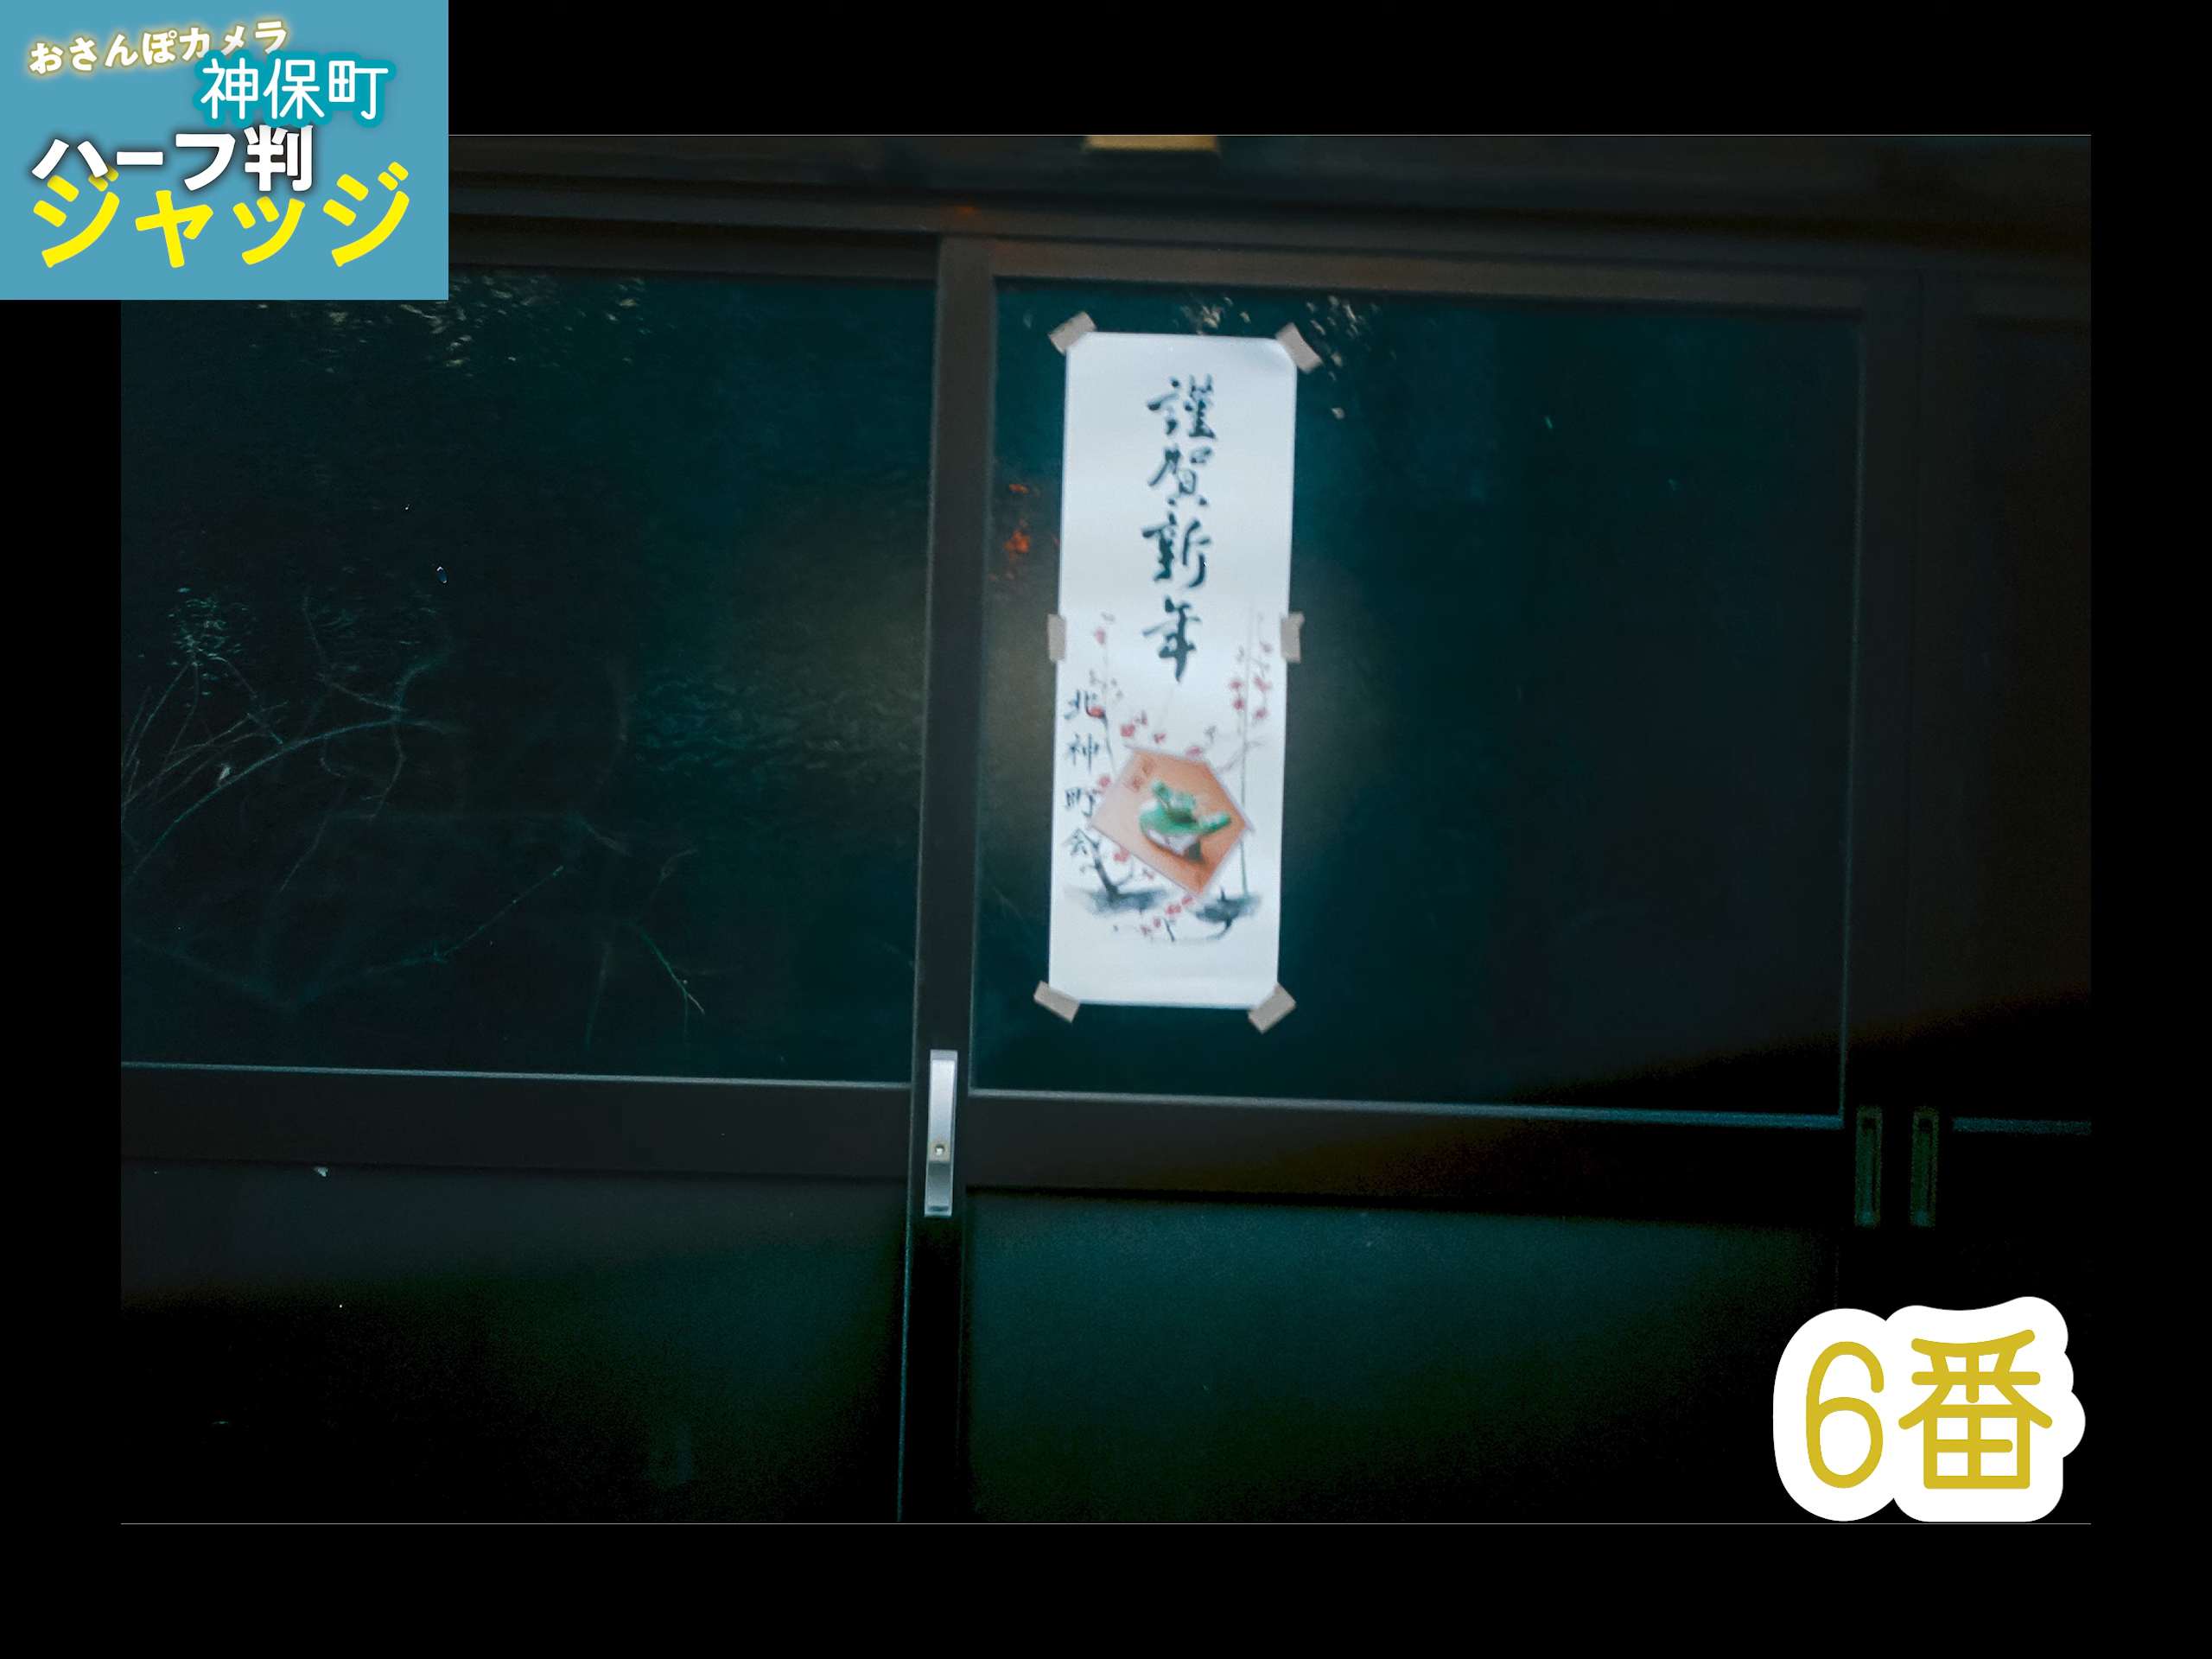 おさんぽカメラ
神保町
ハーフ判
ジャッジ
謹賀新年
北神町会
6番